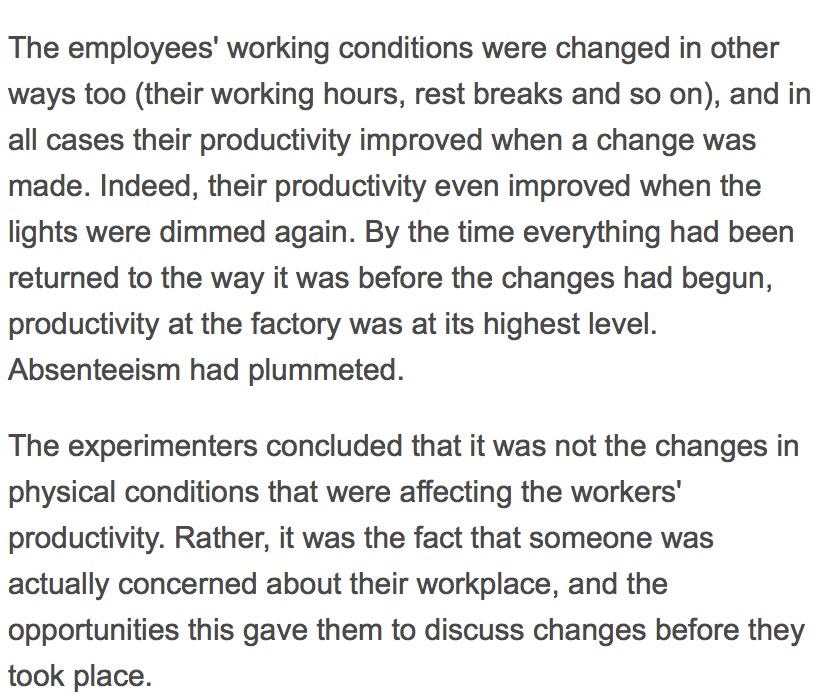 The employees' working conditions were changed in other
ways too (their working hours, rest breaks and so on), and in
all cases their productivity improved when a change was
made. Indeed, their productivity even improved when the
lights were dimmed again. By the time everything had been
returned to the way it was before the changes had begun,
productivity at the factory was at its highest level.
Absenteeism had plummeted.
The experimenters concluded that it was not the changes in
physical conditions that were affecting the workers'
productivity. Rather, it was the fact that someone was
actually concerned about their workplace, and the
opportunities this gave them to discuss changes before they
took place.